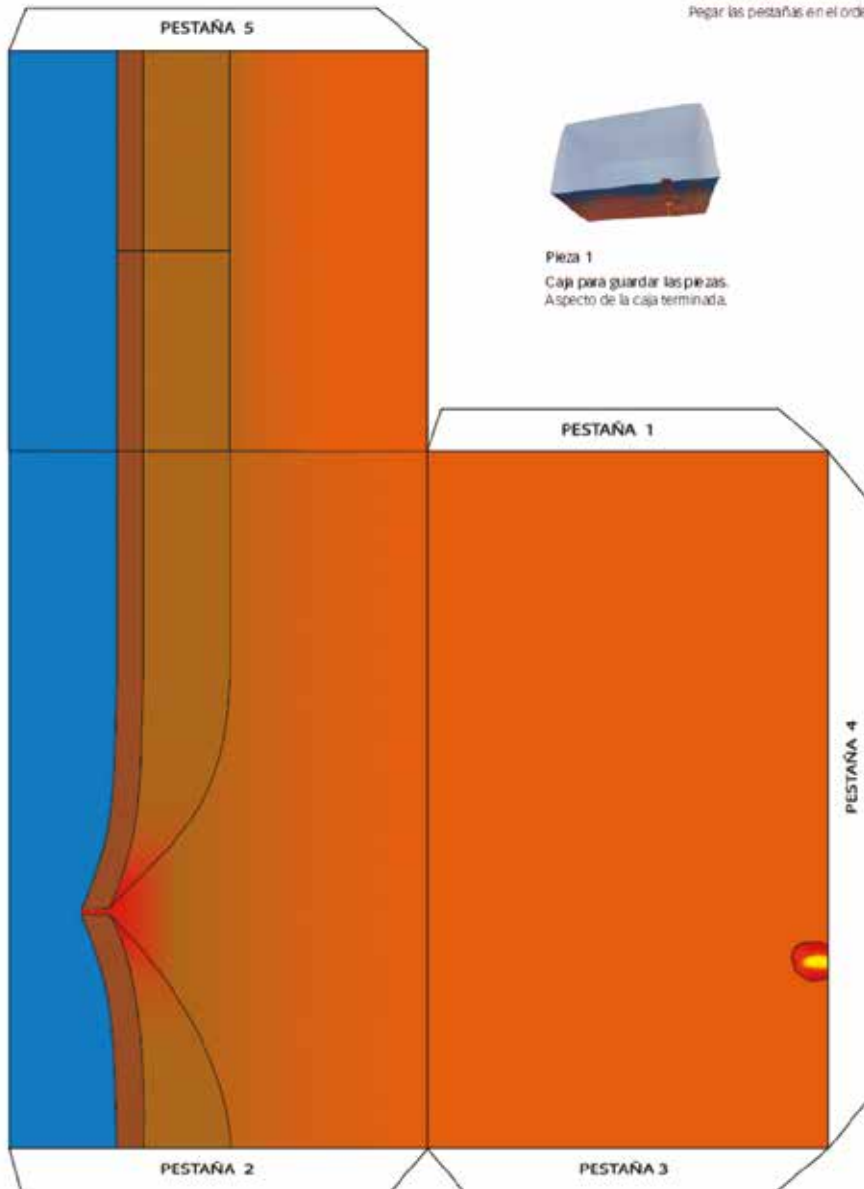 PESTAÑA 5
Pegar las pestañas en el orde
Pieza 1
Caja para guardar las piezas.
Aspecto de la caja terminada.
PESTAÑA 1
PESTAÑA 4
PESTAÑA 2
PESTAÑA 3